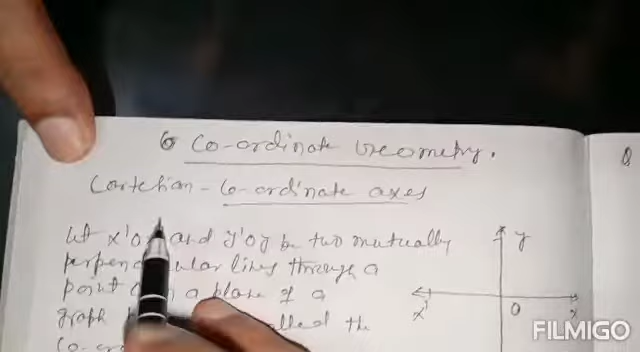 6 Co-ordinate Geometry.
Cartesian - Co-ordinate axes
Let x'ox and y'oy be two mutually
perpendicular lines through a
point in a plane of a
graph called the
y
x' O x
Q
FILMIGO